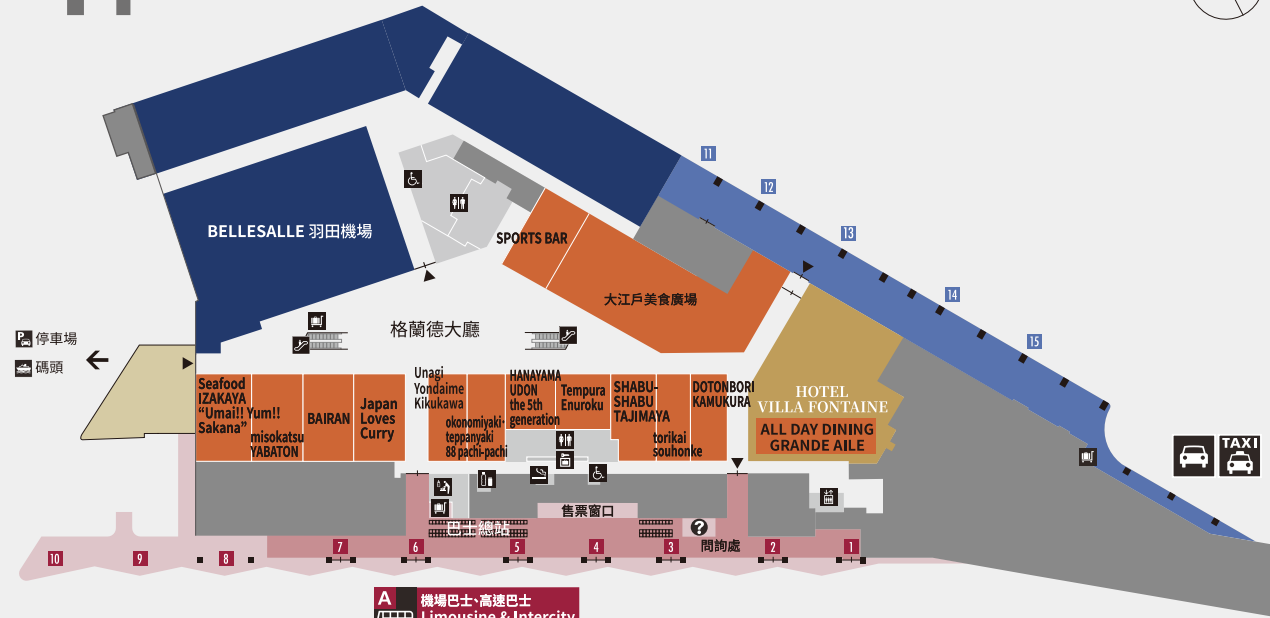 11
12
13
14
15
BELLESALLE 羽田機場
SPORTS BAR
大江戶美食廣場
格蘭德大廳
P
停車場
碼頭
Seafood
IZAKAYA
“Umai!! Yum!!
Sakana”
misokatsu
YABATON
BAIRAN
Japan
Loves
Curry
Unagi
Yondaime
Kikukawa
okonomiyaki·
teppanyaki
88 pachi-pachi
HANAYAMA
UDON
the 5th
generation
Tempura
Enuroku
SHABU-
SHABU
TAJIMAYA
torikai
souhonke
DOTONBORI
KAMUKURA
HOTEL
VILLA FONTAINE
ALL DAY DINING
GRANDE AILE
TAXI
售票窗口
巴士總站
?
問詢處
10
9
8
7
6
5
4
3
2
1
A
機場巴士、高速巴士
Limousine & Intercity